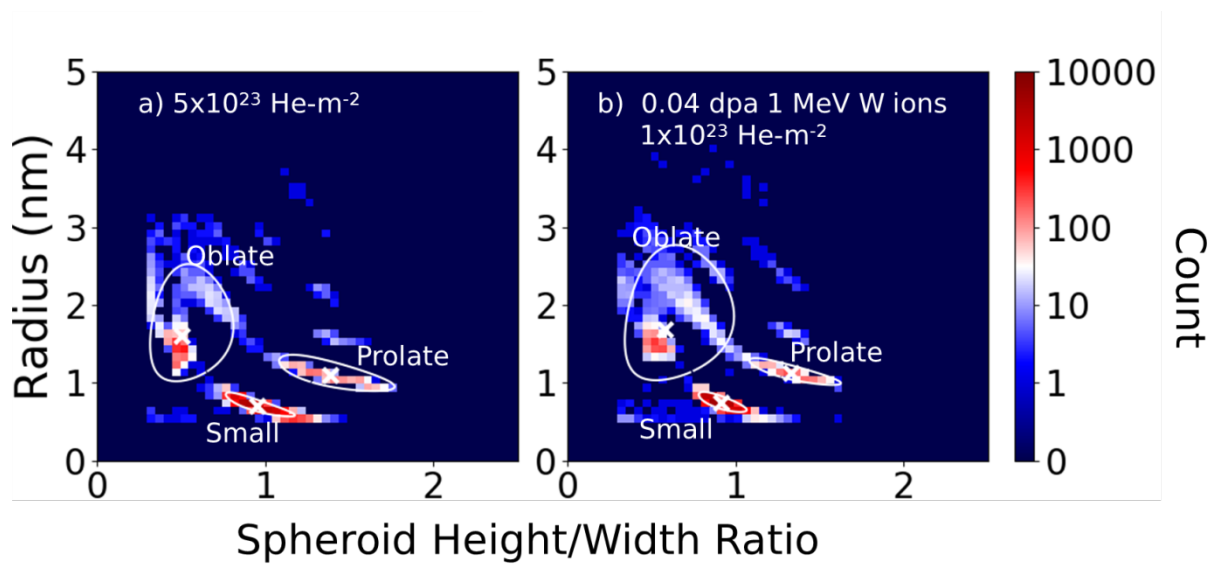 a) 5x10²³ He-m⁻²
b) 0.04 dpa 1 MeV W ions
1x10²³ He-m⁻²
5
4
3
2
1
0
Radius (nm)
Oblate
Prolate
Small
0
1
2
5
4
3
2
1
0
Oblate
Prolate
Small
0
1
2
10000
1000
100
10
1
0
Count
Spheroid Height/Width Ratio